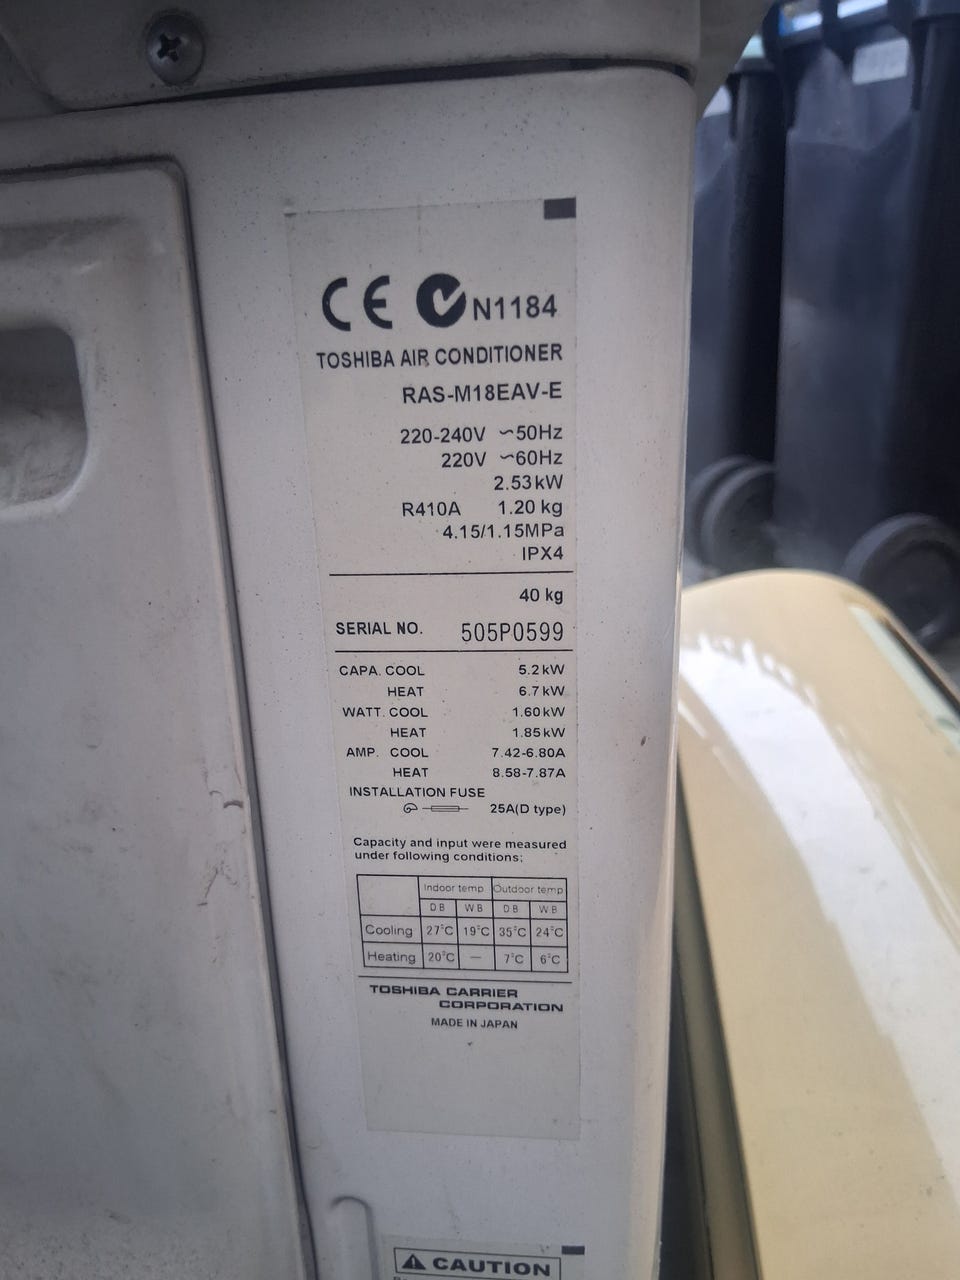 CE N1184
TOSHIBA AIR CONDITIONER
RAS-M18EAV-E
220-240V ~50Hz
220V ~60Hz
2.53kW
R410A 1.20 kg
4.15/1.15MPa
IPX4
40 kg
SERIAL NO. 505P0599
CAPA. COOL 5.2kW
HEAT 6.7kW
WATT. COOL 1.60kW
HEAT 1.85kW
AMP. COOL 7.42-6.80A
HEAT 8.58-7.87A
INSTALLATION FUSE
25A(D type)
Capacity and input were measured
under following conditions;
Indoor temp. Outdoor temp
DB WB DB WB
Cooling 27°C 19°C 35°C 24°C
Heating 20°C — 7°C 6°C
TOSHIBA CARRIER
CORPORATION
MADE IN JAPAN
CAUTION